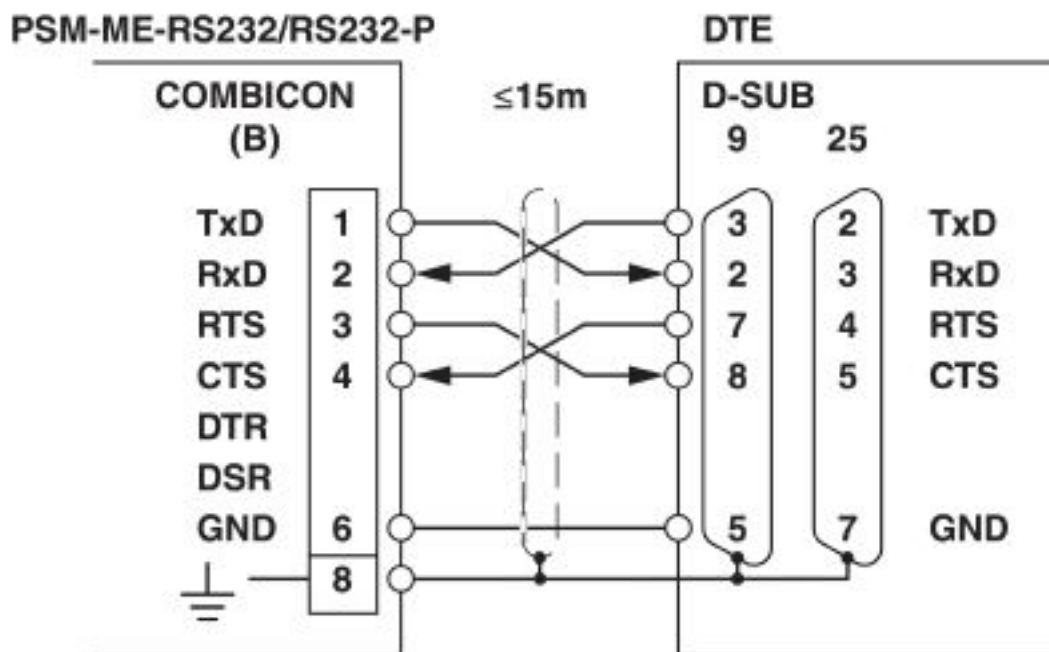 PSM-ME-RS232/RS232-P DTE
COMBICON ≤15m D-SUB
(B) 9 25
TxD 1 3 2 TxD
RxD 2 2 3 RxD
RTS 3 7 4 RTS
CTS 4 8 5 CTS
DTR
DSR
GND 6 5 7 GND
8